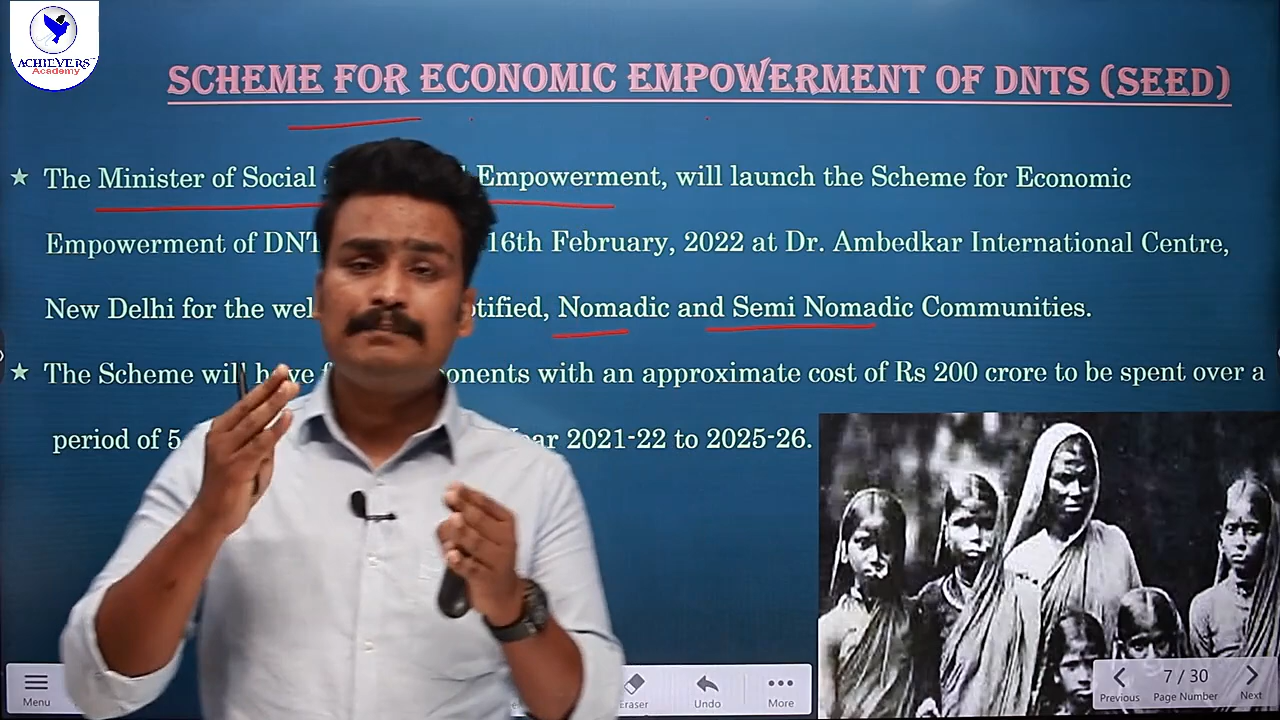 ACHIEVERS
Academy
SCHEME FOR ECONOMIC EMPOWERMENT OF DNTS (SEED)
The Minister of Social Empowerment, will launch the Scheme for Economic
Empowerment of DNT 16th February, 2022 at Dr. Ambedkar International Centre,
New Delhi for the wel otified, Nomadic and Semi Nomadic Communities.
The Scheme will have f ponents with an approximate cost of Rs 200 crore to be spent over a
period of 5 ear 2021-22 to 2025-26.
Menu Eraser Undo More
7 / 30
Previous Page Number Next